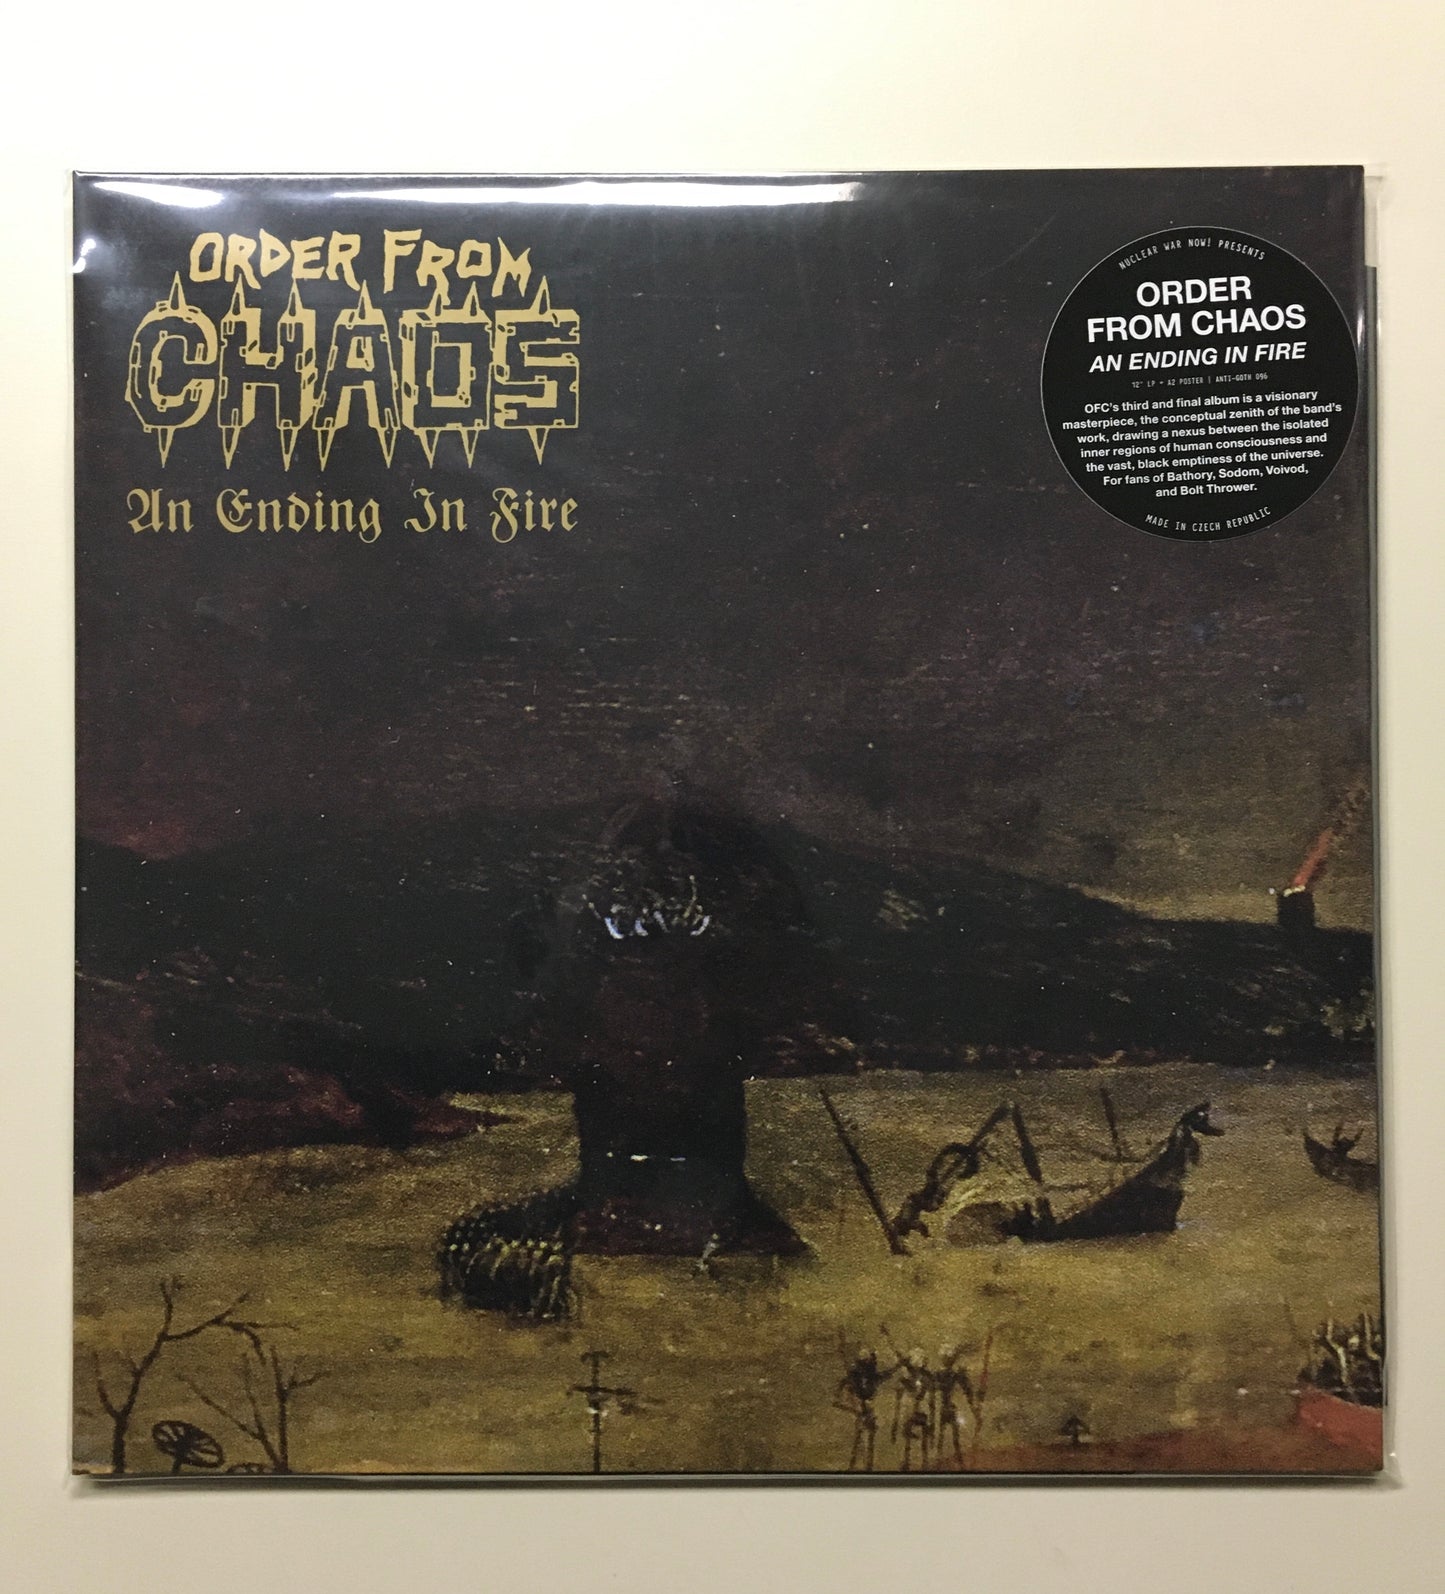 ORDER FROM
CHAOS
An Ending In Fire
NUCLEAR WAR NOW! PRESENTS
ORDER
FROM CHAOS
AN ENDING IN FIRE
12" LP + A2 POSTER | ANTI-GOTH 096
OFC's third and final album is a visionary
masterpiece, the conceptual zenith of the band's
work, drawing a nexus between the isolated
inner regions of human consciousness and
the vast, black emptiness of the universe.
For fans of Bathory, Sodom, Voivod,
and Bolt Thrower.
MADE IN CZECH REPUBLIC